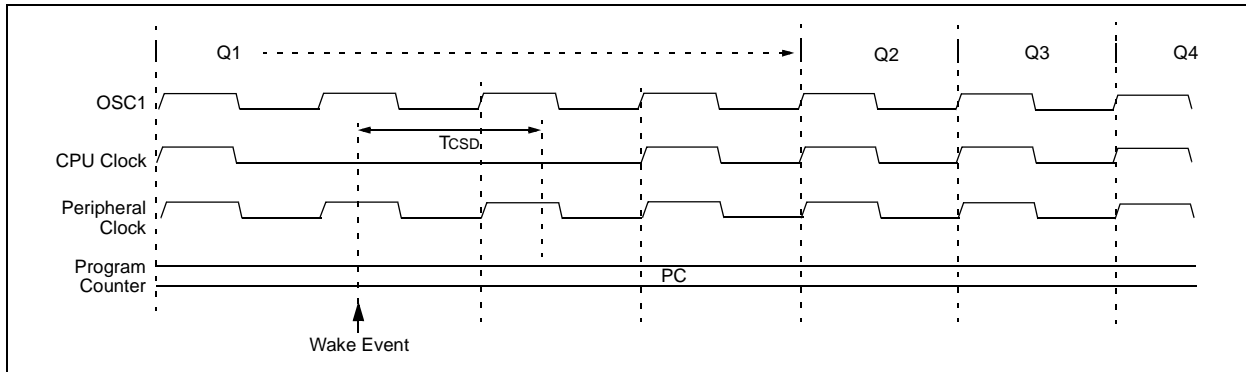 Q1
Q2
Q3
Q4
OSC1
TCSD
CPU Clock
Peripheral
Clock
Program
Counter
PC
Wake Event